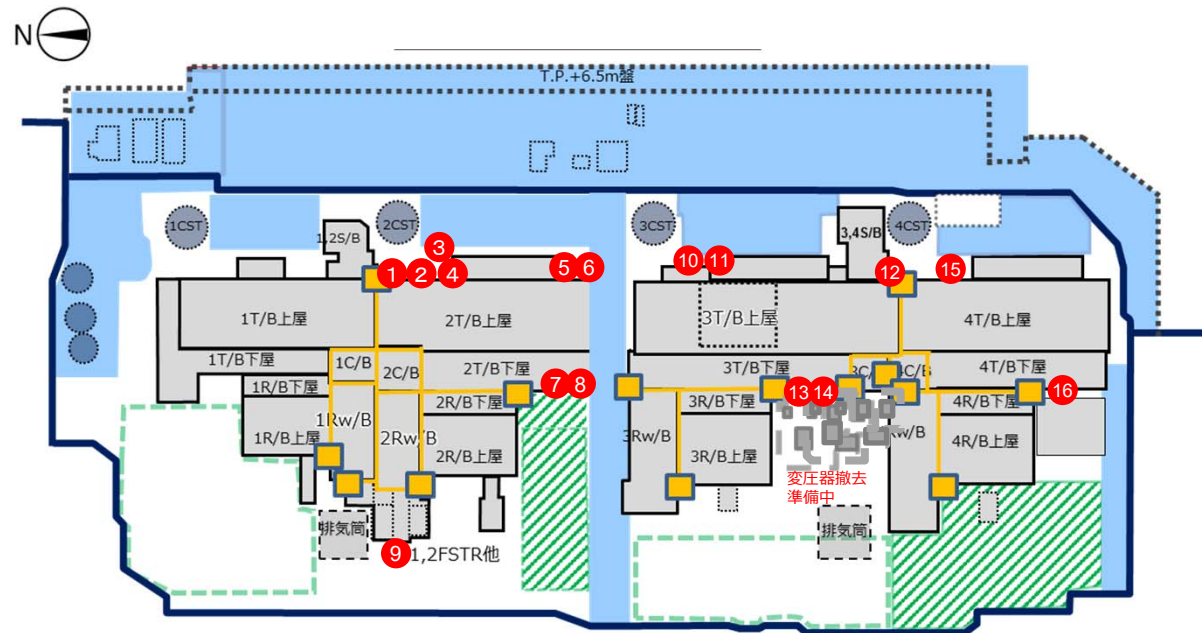 N
T.P.+6.5m盤
1CST
2CST
3CST
4CST
1,2S/B
3,4S/B
3
1
2
4
5
6
10
11
12
15
1T/B上屋
2T/B上屋
3T/B上屋
4T/B上屋
1T/B下屋
1C/B
2C/B
2T/B下屋
3T/B下屋
3C/
C/B
4T/B下屋
1R/B下屋
7
8
13
14
16
2R/B下屋
3R/B下屋
4R/B下屋
1Rw/B
2Rw/B
3Rw/B
w/B
1R/B上屋
2R/B上屋
3R/B上屋
4R/B上屋
変圧器撤去
準備中
排気筒
排気筒
9
1,2FSTR他